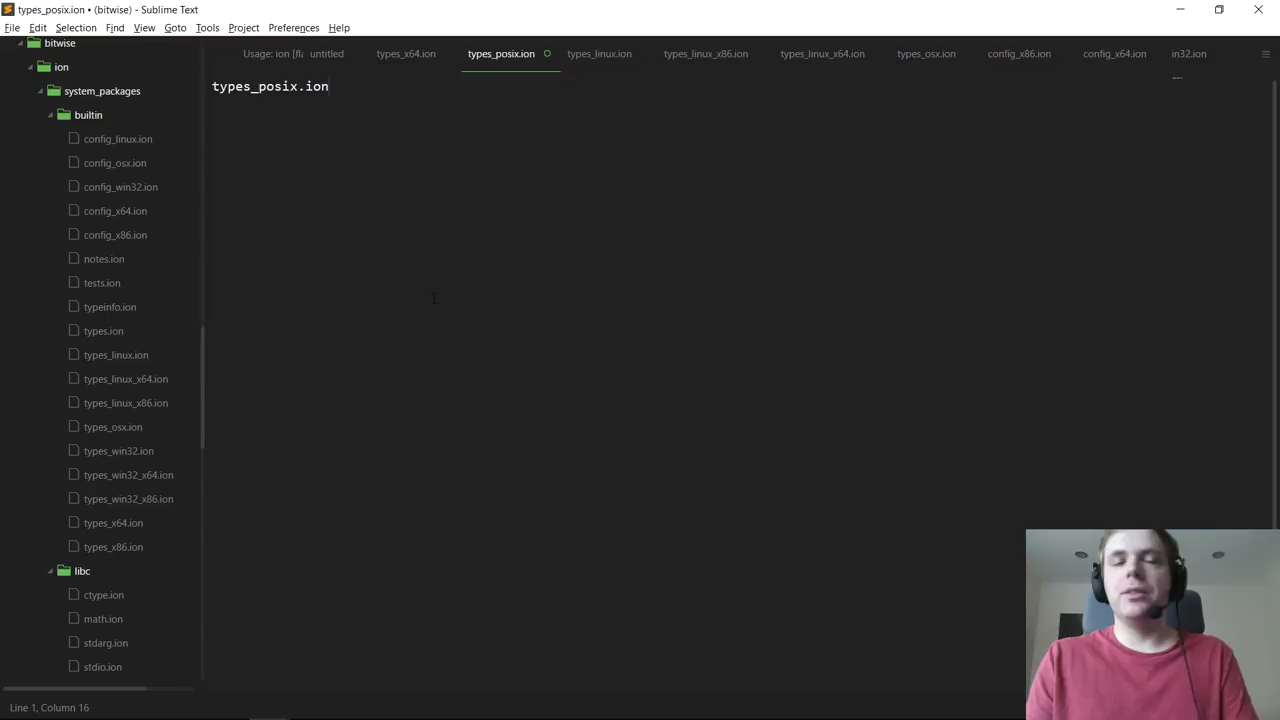 types_posix.ion • (bitwise) - Sublime Text
File Edit Selection Find View Goto Tools Project Preferences Help
Usage: ion [fl untitled types_x64.ion types_posix.ion types_linux.ion types_linux_x86.ion types_linux_x64.ion types_osx.ion config_x86.ion config_x64.ion in32.ion
types_posix.ion
bitwise
ion
system_packages
builtin
config_linux.ion
config_osx.ion
config_win32.ion
config_x64.ion
config_x86.ion
notes.ion
tests.ion
typeinfo.ion
types.ion
types_linux.ion
types_linux_x64.ion
types_linux_x86.ion
types_osx.ion
types_win32.ion
types_win32_x64.ion
types_win32_x86.ion
types_x64.ion
types_x86.ion
libc
ctype.ion
math.ion
stdarg.ion
stdio.ion
Line 1, Column 16